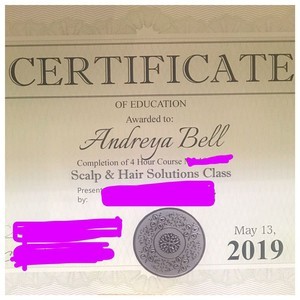 CERTIFICATE
OF EDUCATION
Awarded to:
Andreya Bell
Completion of 4 Hour Course
Scalp & Hair Solutions Class
Present
by:
May 13,
2019